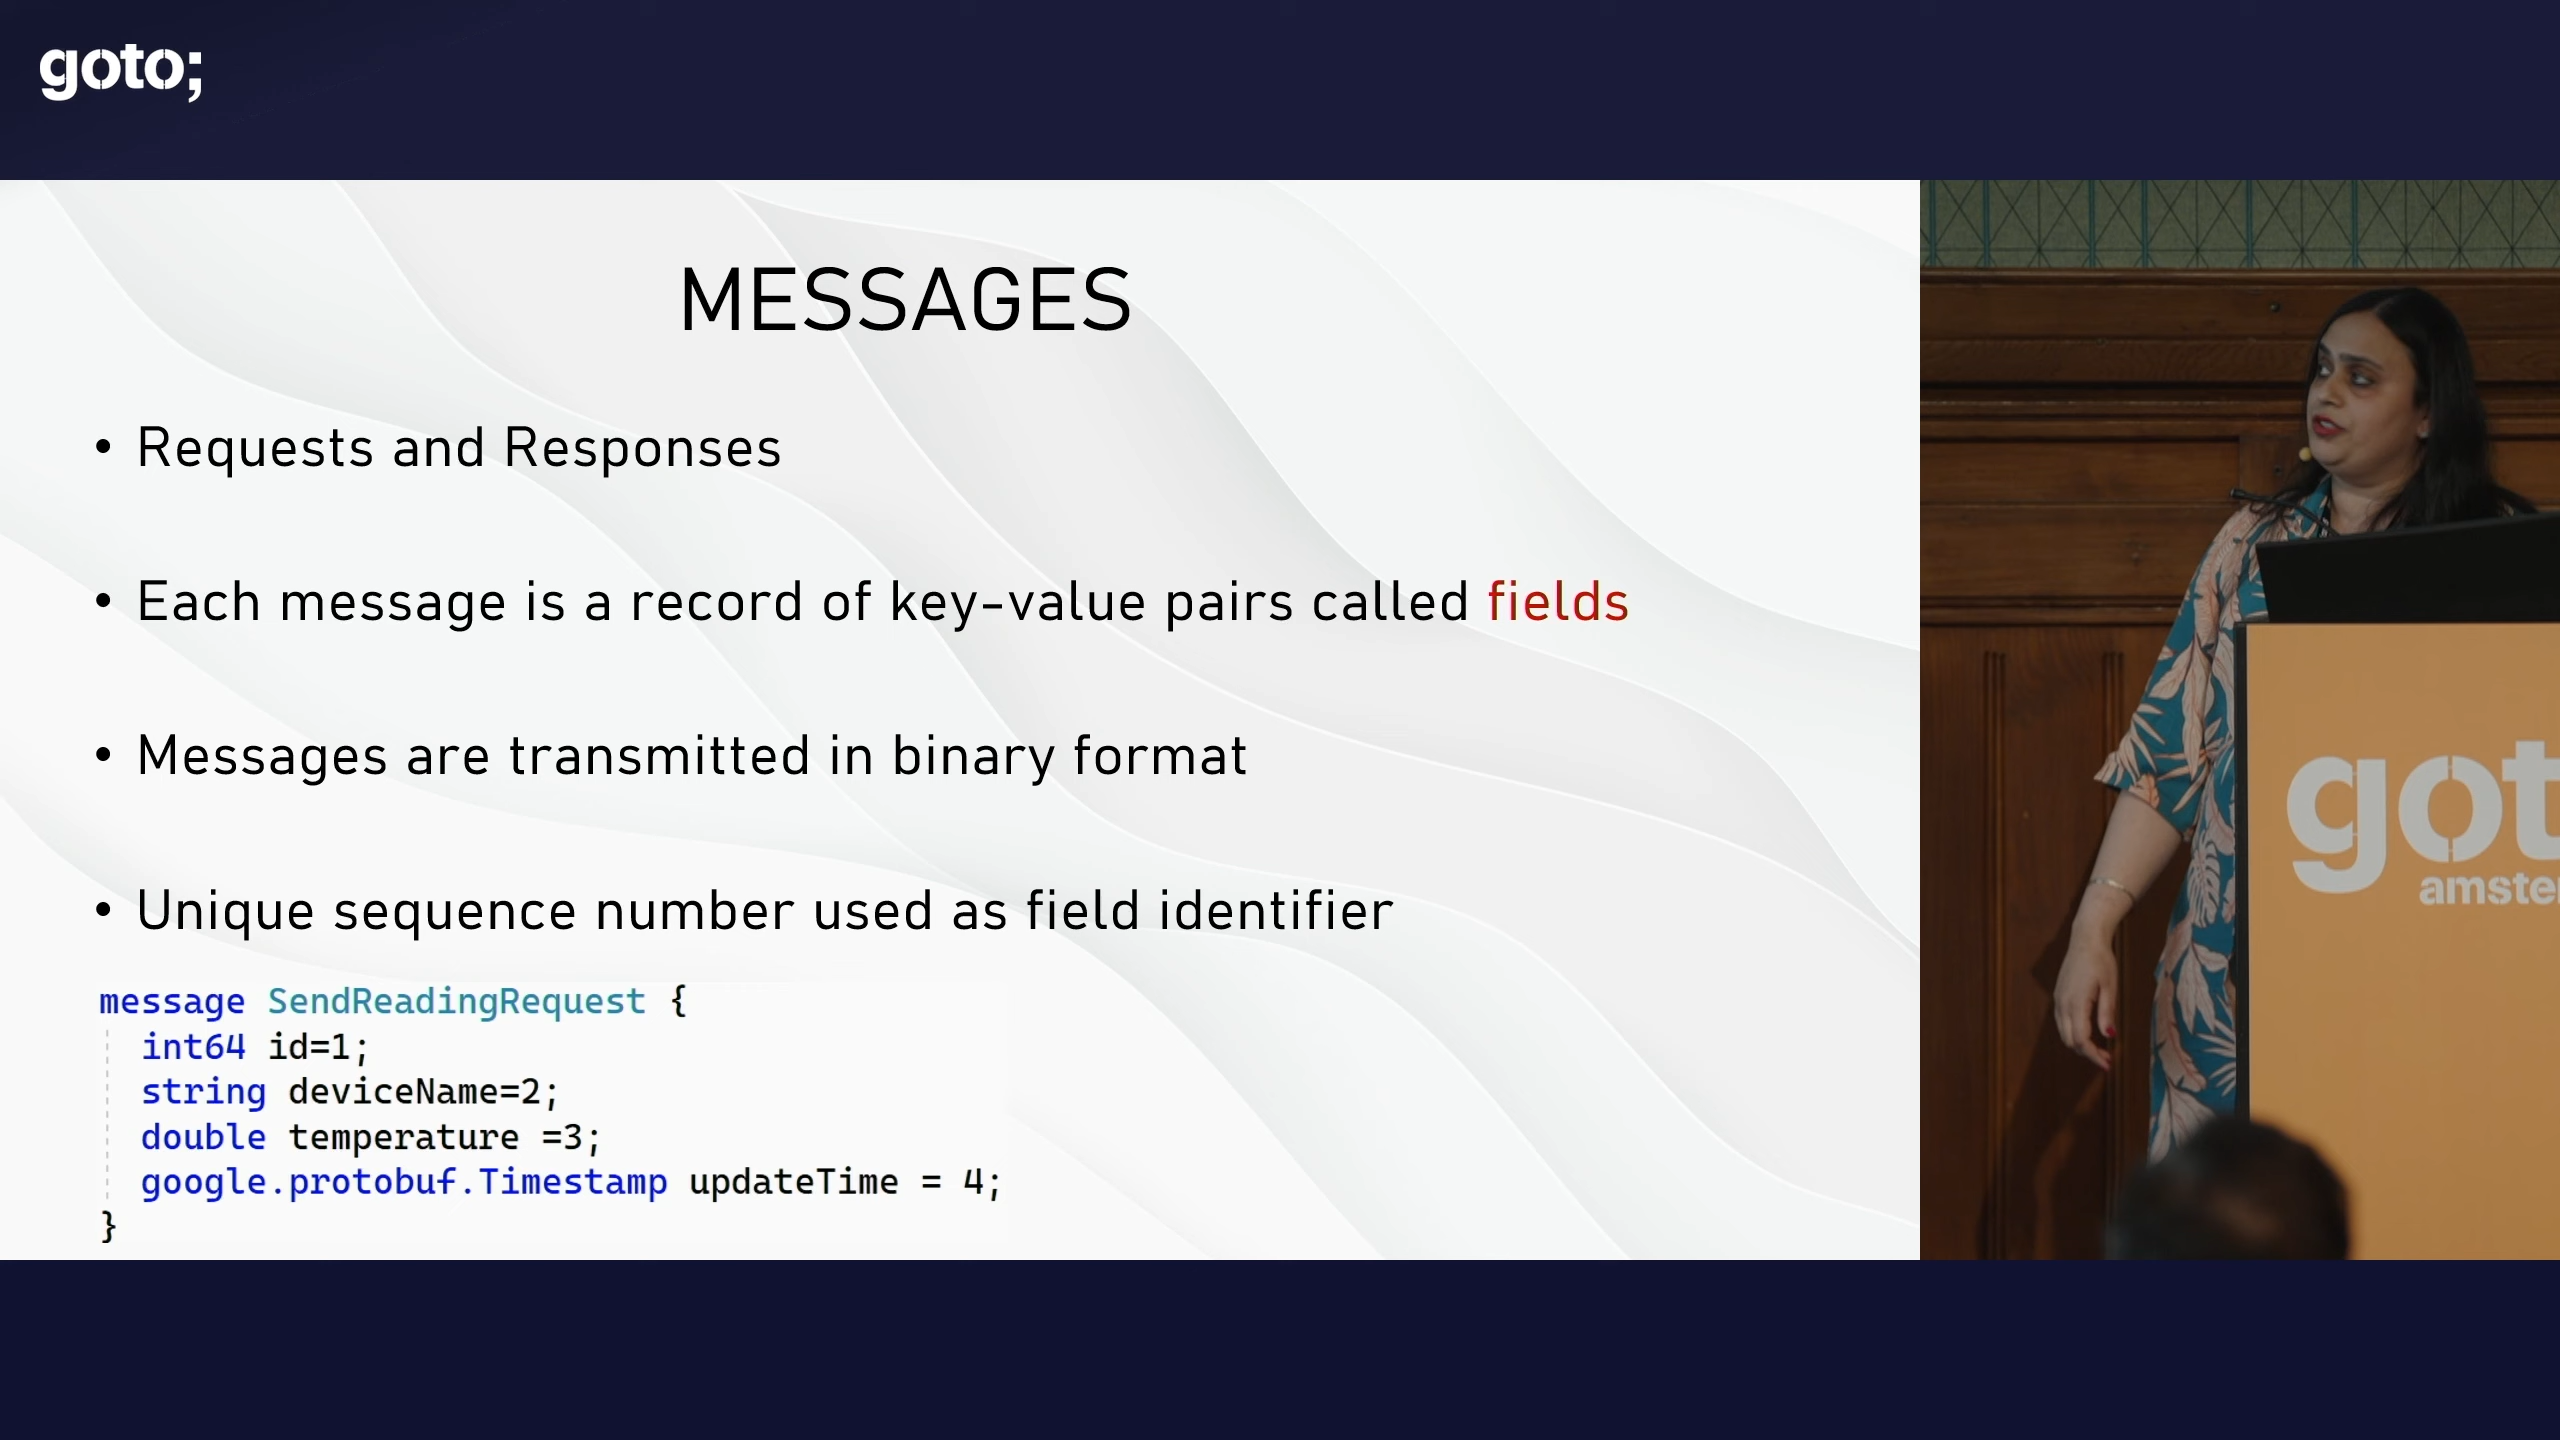 goto;
MESSAGES
• Requests and Responses
• Each message is a record of key-value pairs called fields
• Messages are transmitted in binary format
• Unique sequence number used as field identifier
message SendReadingRequest {
int64 id=1;
string deviceName=2;
double temperature =3;
google.protobuf.Timestamp updateTime = 4;
}
got
amster